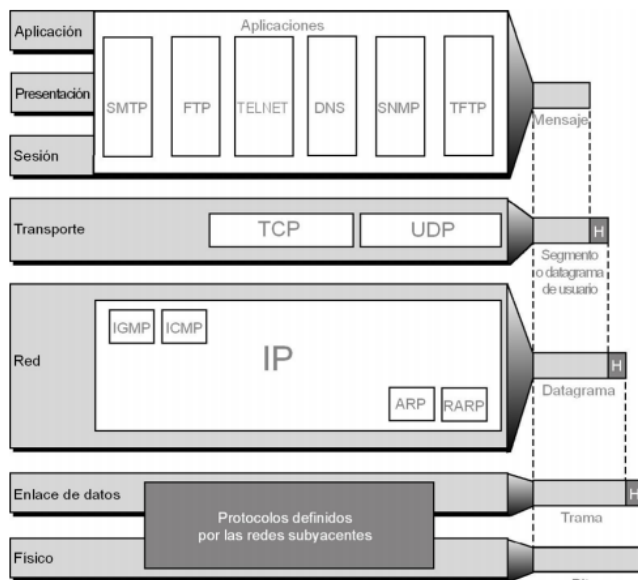 Aplicación
Aplicaciones
Presentación
SMTP FTP TELNET DNS SNMP TFTP
Mensaje
Sesión
Transporte
TCP UDP
H
Segmento
o datagrama
de usuario
IGMP ICMP
Red
IP
H
Datagrama
ARP RARP
Enlace de datos
H
Protocolos definidos
por las redes subyacentes
Trama
Físico